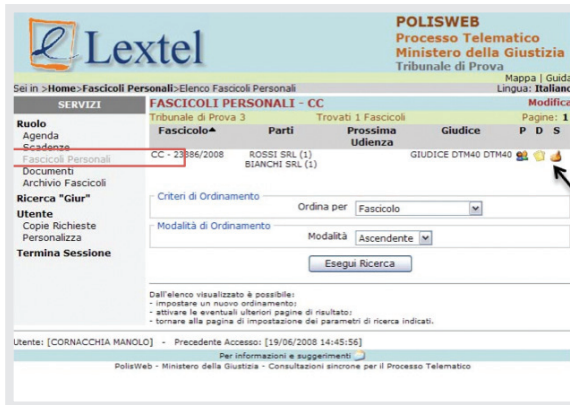 Lextel
POLISWEB
Processo Telematico
Ministero della Giustizia
Tribunale di Prova
Mappa | Guida
Sei in >Home>Fascicoli Personali>Elenco Fascicoli Personali
Lingua: Italiano
SERVIZI
Ruolo
Agenda
Scadenze
Fascicoli Personali
Documenti
Archivio Fascicoli
Ricerca "Giur"
Utente
Copie Richieste
Personalizza
Termina Sessione
FASCICOLI PERSONALI - CC
Modifica
Tribunale di Prova 3 Trovati 1 Fascicoli Pagine: 1
Fascicolo Parti Prossima Udienza Giudice P D S
CC - 23886/2008 ROSSI SRL (1) GIUDICE DTM40 DTM40
BIANCHI SRL (1)
Criteri di Ordinamento
Ordina per Fascicolo
Modalità di Ordinamento
Modalità Ascendente
Esegui Ricerca
Dall'elenco visualizzato è possibile:
- impostare un nuovo ordinamento;
- attivare le eventuali ulteriori pagine di risultato;
- tornare alla pagina di impostazione dei parametri di ricerca indicati.
Utente: [CORNACCHIA MANOLO] - Precedente Accesso: [19/06/2008 14:45:56]
Per informazioni e suggerimenti
PolisWeb - Ministero della Giustizia - Consultazioni sincrone per il Processo Telematico